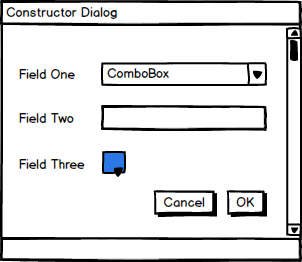 Constructor Dialog
Field One ComboBox
Field Two
Field Three
Cancel OK